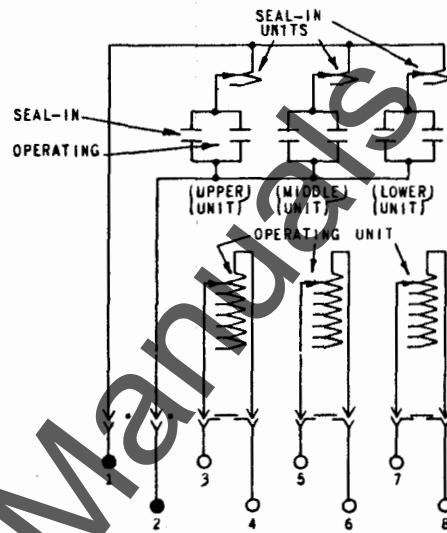 SEAL-IN
UNITS
SEAL-IN
OPERATING
(UPPER)
(UNIT)
(MIDDLE)
(UNIT)
(LOWER)
(UNIT)
OPERATING UNIT
1
3
5
7
2
4
6
8
Manuals